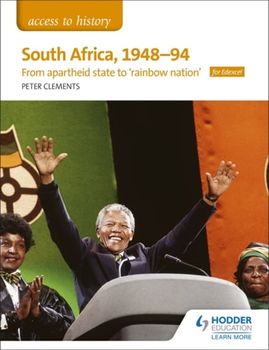 access to history
South Africa, 1948–94
From apartheid state to ‘rainbow nation’
for Edexcel
PETER CLEMENTS
HODDER
EDUCATION
LEARN MORE